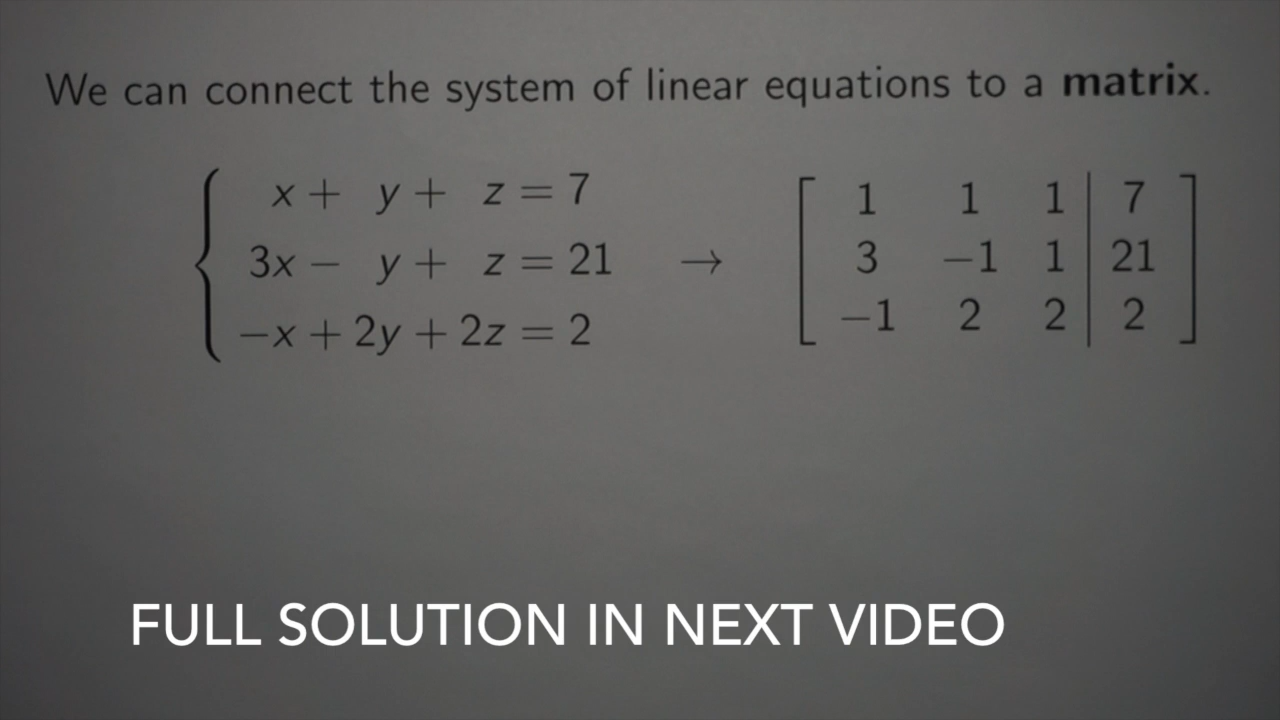 We can connect the system of linear equations to a matrix.
x + y + z = 7
3x − y + z = 21
−x + 2y + 2z = 2
→
1 1 1 | 7
3 −1 1 | 21
−1 2 2 | 2
FULL SOLUTION IN NEXT VIDEO